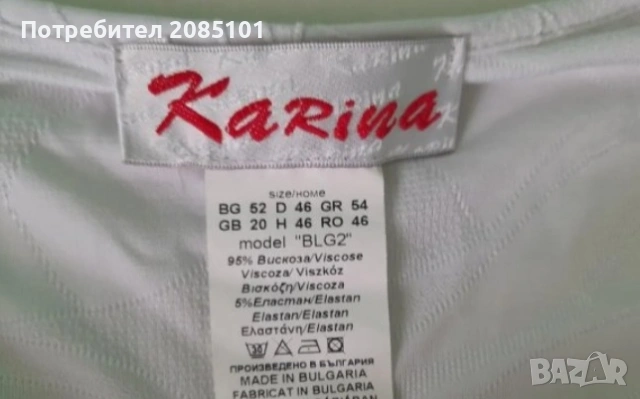 Потребител 2085101
KaRina
size/НОМЕ
BG 52 D 46 GR 54
GB 20 H 46 RO 46
model "BLG2"
95% Вискоза/Viscose
Viscoza/ Viszkóz
Βισκόζη/Viscoza
5%Еластан/Elastan
Elastan/Elastan
Ελαστάνη/Elastan
ПРОИЗВЕДЕНО В БЪЛГАРИЯ
MADE IN BULGARIA
FABRICAT IN BULGARIA
BAZAR